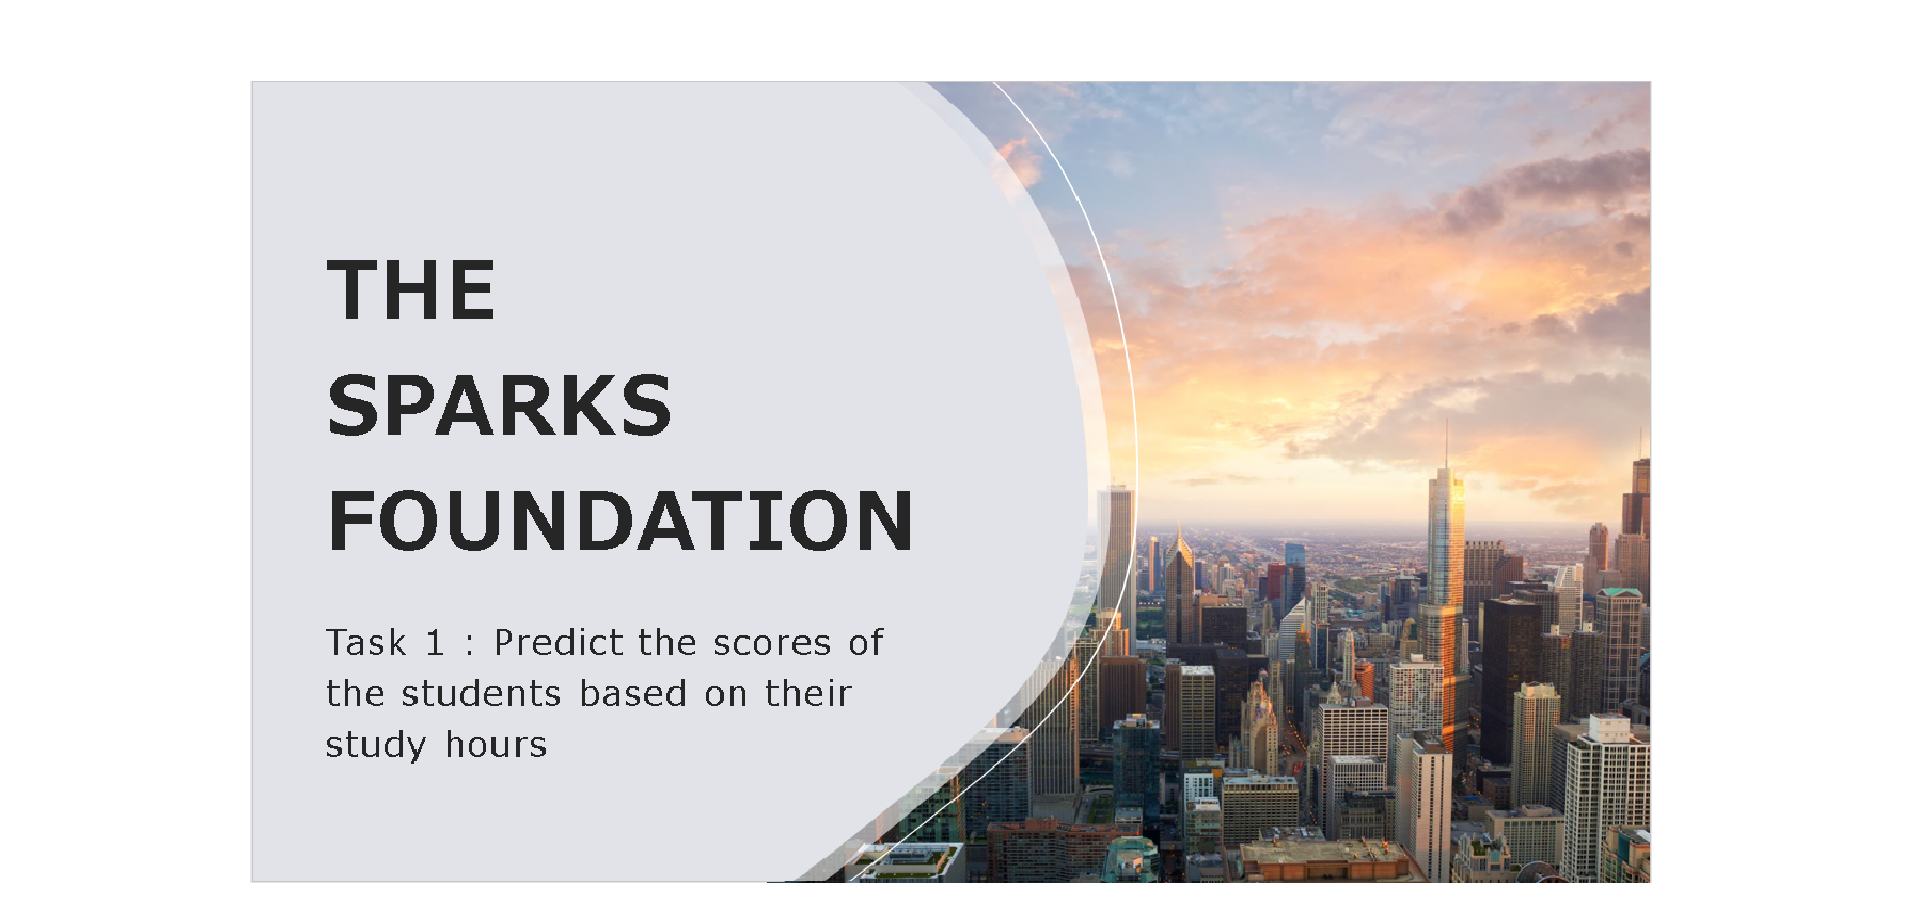 THE
SPARKS
FOUNDATION
Task 1 : Predict the scores of
the students based on their
study hours